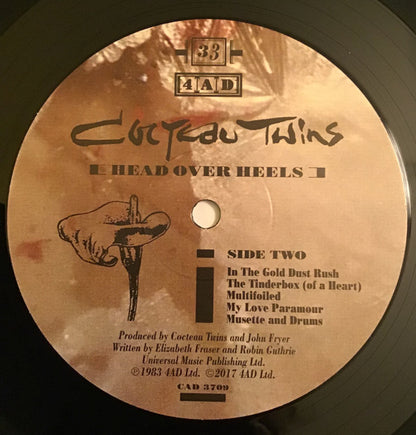 33
4AD
Cocteau Twins
HEAD OVER HEELS
SIDE TWO
In The Gold Dust Rush
The Tinderbox (of a Heart)
Multifoiled
My Love Paramour
Musette and Drums
Produced by Cocteau Twins and John Fryer
Written by Elizabeth Fraser and Robin Guthrie
Universal Music Publishing Ltd.
℗1983 4AD Ltd. ©2017 4AD Ltd.
CAD 3709